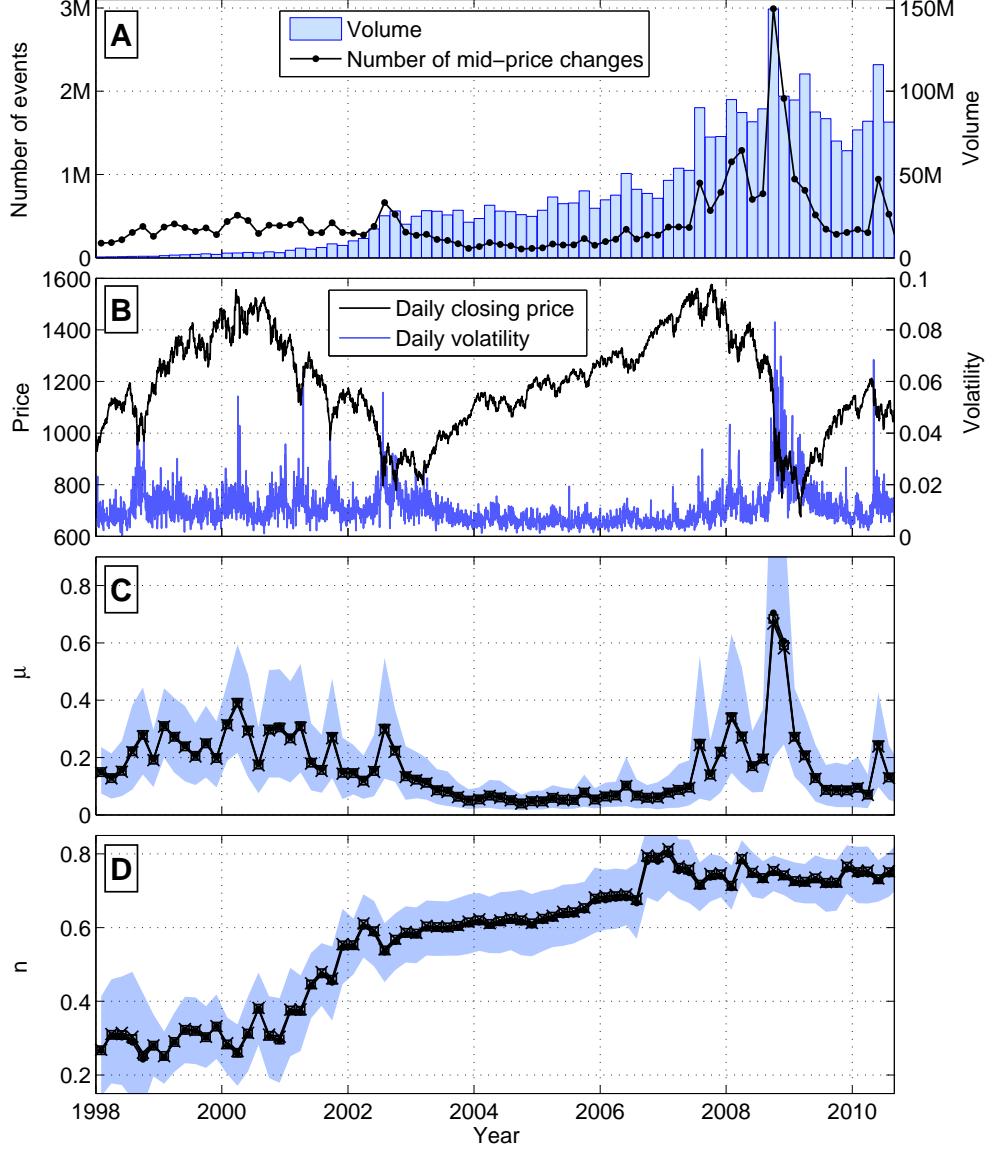 A
Volume
Number of mid−price changes
Number of events
Volume
3M
2M
1M
0
150M
100M
50M
0
B
Daily closing price
Daily volatility
Price
Volatility
1600
1400
1200
1000
800
600
0.1
0.08
0.06
0.04
0.02
0
C
μ
0.8
0.6
0.4
0.2
0
D
n
0.8
0.6
0.4
0.2
1998 2000 2002 2004 2006 2008 2010
Year